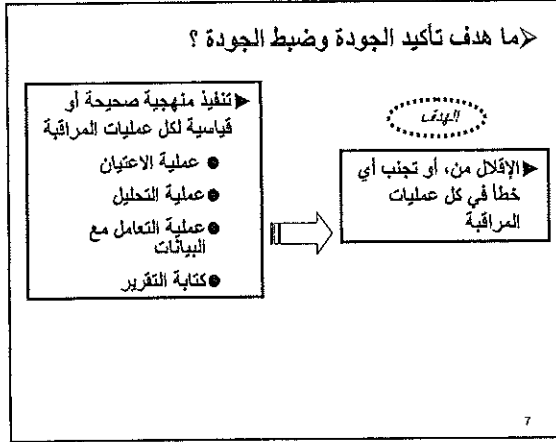 ما هدف تأكيد الجودة وضبط الجودة ؟
تنفيذ منهجية صحيحة أو
قياسية لكل عمليات المراقبة
عملية الاعتيان
عملية التحليل
عملية التعامل مع
البيانات
كتابة التقرير
الهدف
الإقلال من، أو تجنب أي
خطأ في كل عمليات
المراقبة
7